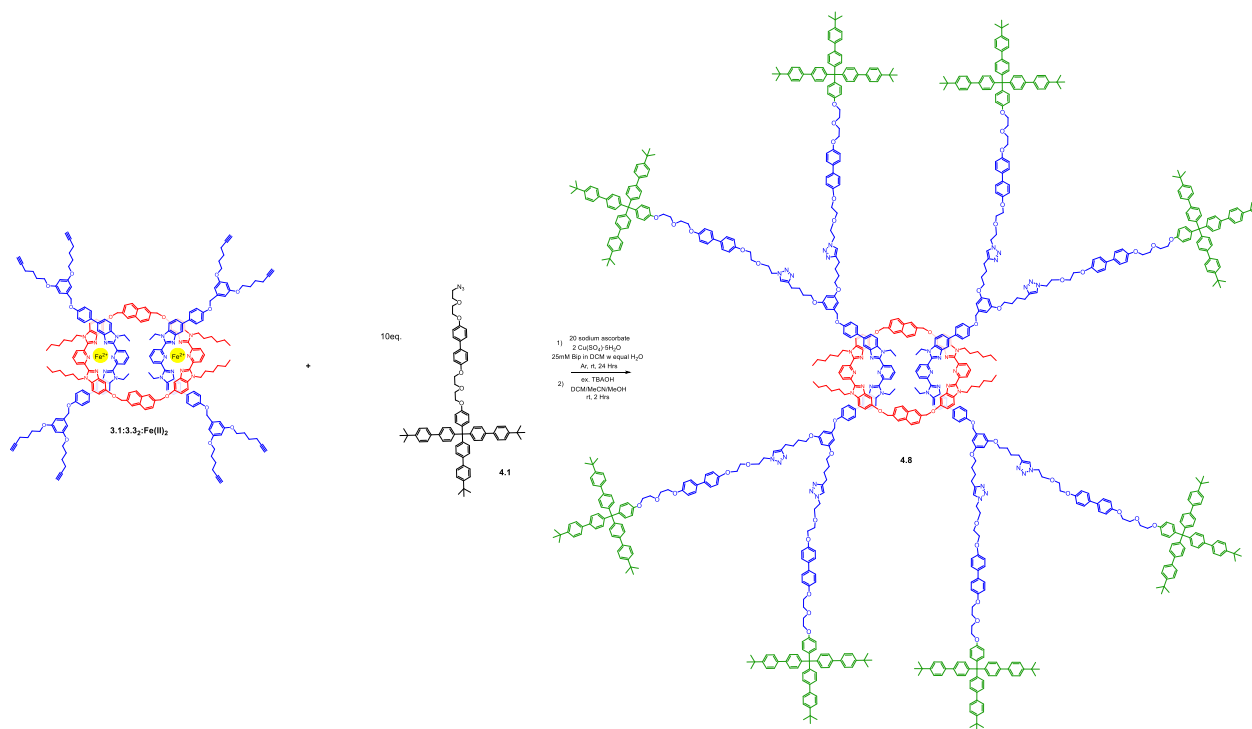 N₃
10eq.
1) 20 sodium ascorbate
2 Cu(SO₄)·5H₂O
25mM Bip in DCM w equal H₂O
Ar, rt, 24 Hrs
2) ex. TBAOH
DCM/MeCN/MeOH
rt, 2 Hrs
Fe²⁺ Fe²⁺
+
3.1:3.3₂:Fe(II)₂
4.1
4.8